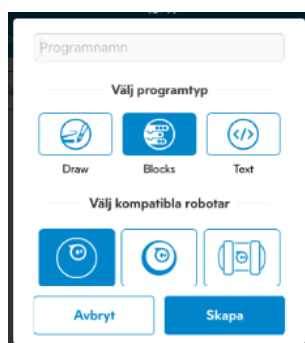 Programnamn
Välj programtyp
Draw Blocks Text
Välj kompatibla robotar
Avbryt Skapa